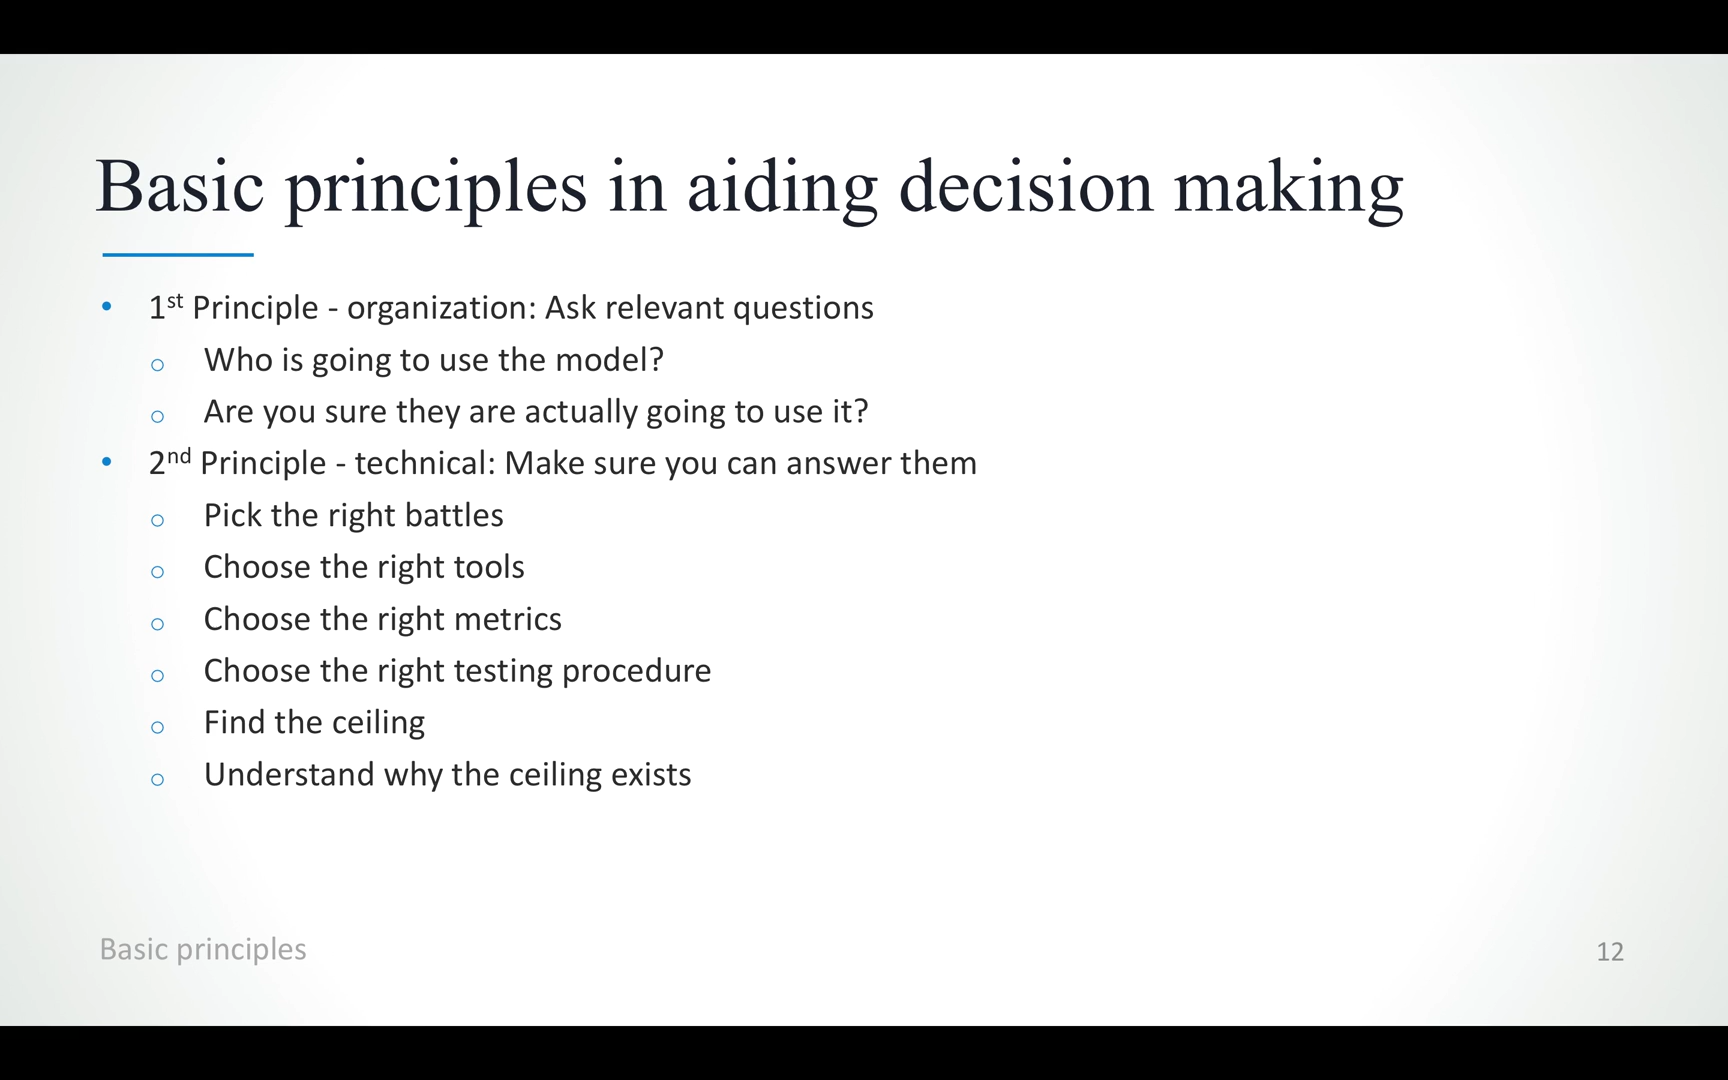 Basic principles in aiding decision making
• 1st Principle - organization: Ask relevant questions
o Who is going to use the model?
o Are you sure they are actually going to use it?
• 2nd Principle - technical: Make sure you can answer them
o Pick the right battles
o Choose the right tools
o Choose the right metrics
o Choose the right testing procedure
o Find the ceiling
o Understand why the ceiling exists
Basic principles
12